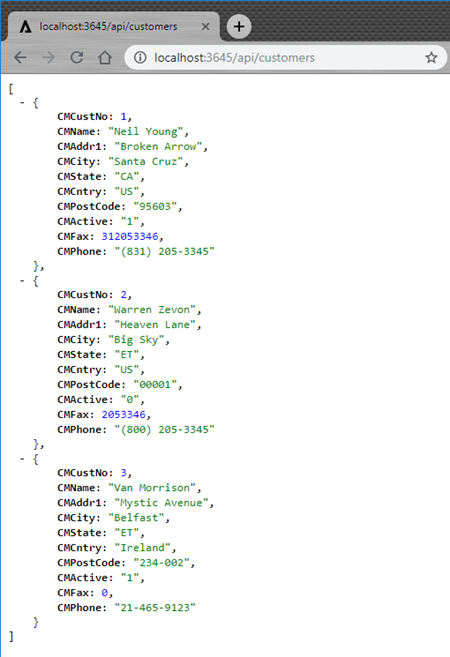 localhost:3645/api/customers
localhost:3645/api/customers
[
- {
CMCustNo: 1,
CMName: "Neil Young",
CMAddr1: "Broken Arrow",
CMCity: "Santa Cruz",
CMState: "CA",
CMCntry: "US",
CMPostCode: "95603",
CMActive: "1",
CMFax: 312053346,
CMPhone: "(831) 205-3345"
},
- {
CMCustNo: 2,
CMName: "Warren Zevon",
CMAddr1: "Heaven Lane",
CMCity: "Big Sky",
CMState: "ET",
CMCntry: "US",
CMPostCode: "00001",
CMActive: "0",
CMFax: 2053346,
CMPhone: "(800) 205-3345"
},
- {
CMCustNo: 3,
CMName: "Van Morrison",
CMAddr1: "Mystic Avenue",
CMCity: "Belfast",
CMState: "ET",
CMCntry: "Ireland",
CMPostCode: "234-002",
CMActive: "1",
CMFax: 0,
CMPhone: "21-465-9123"
}
]